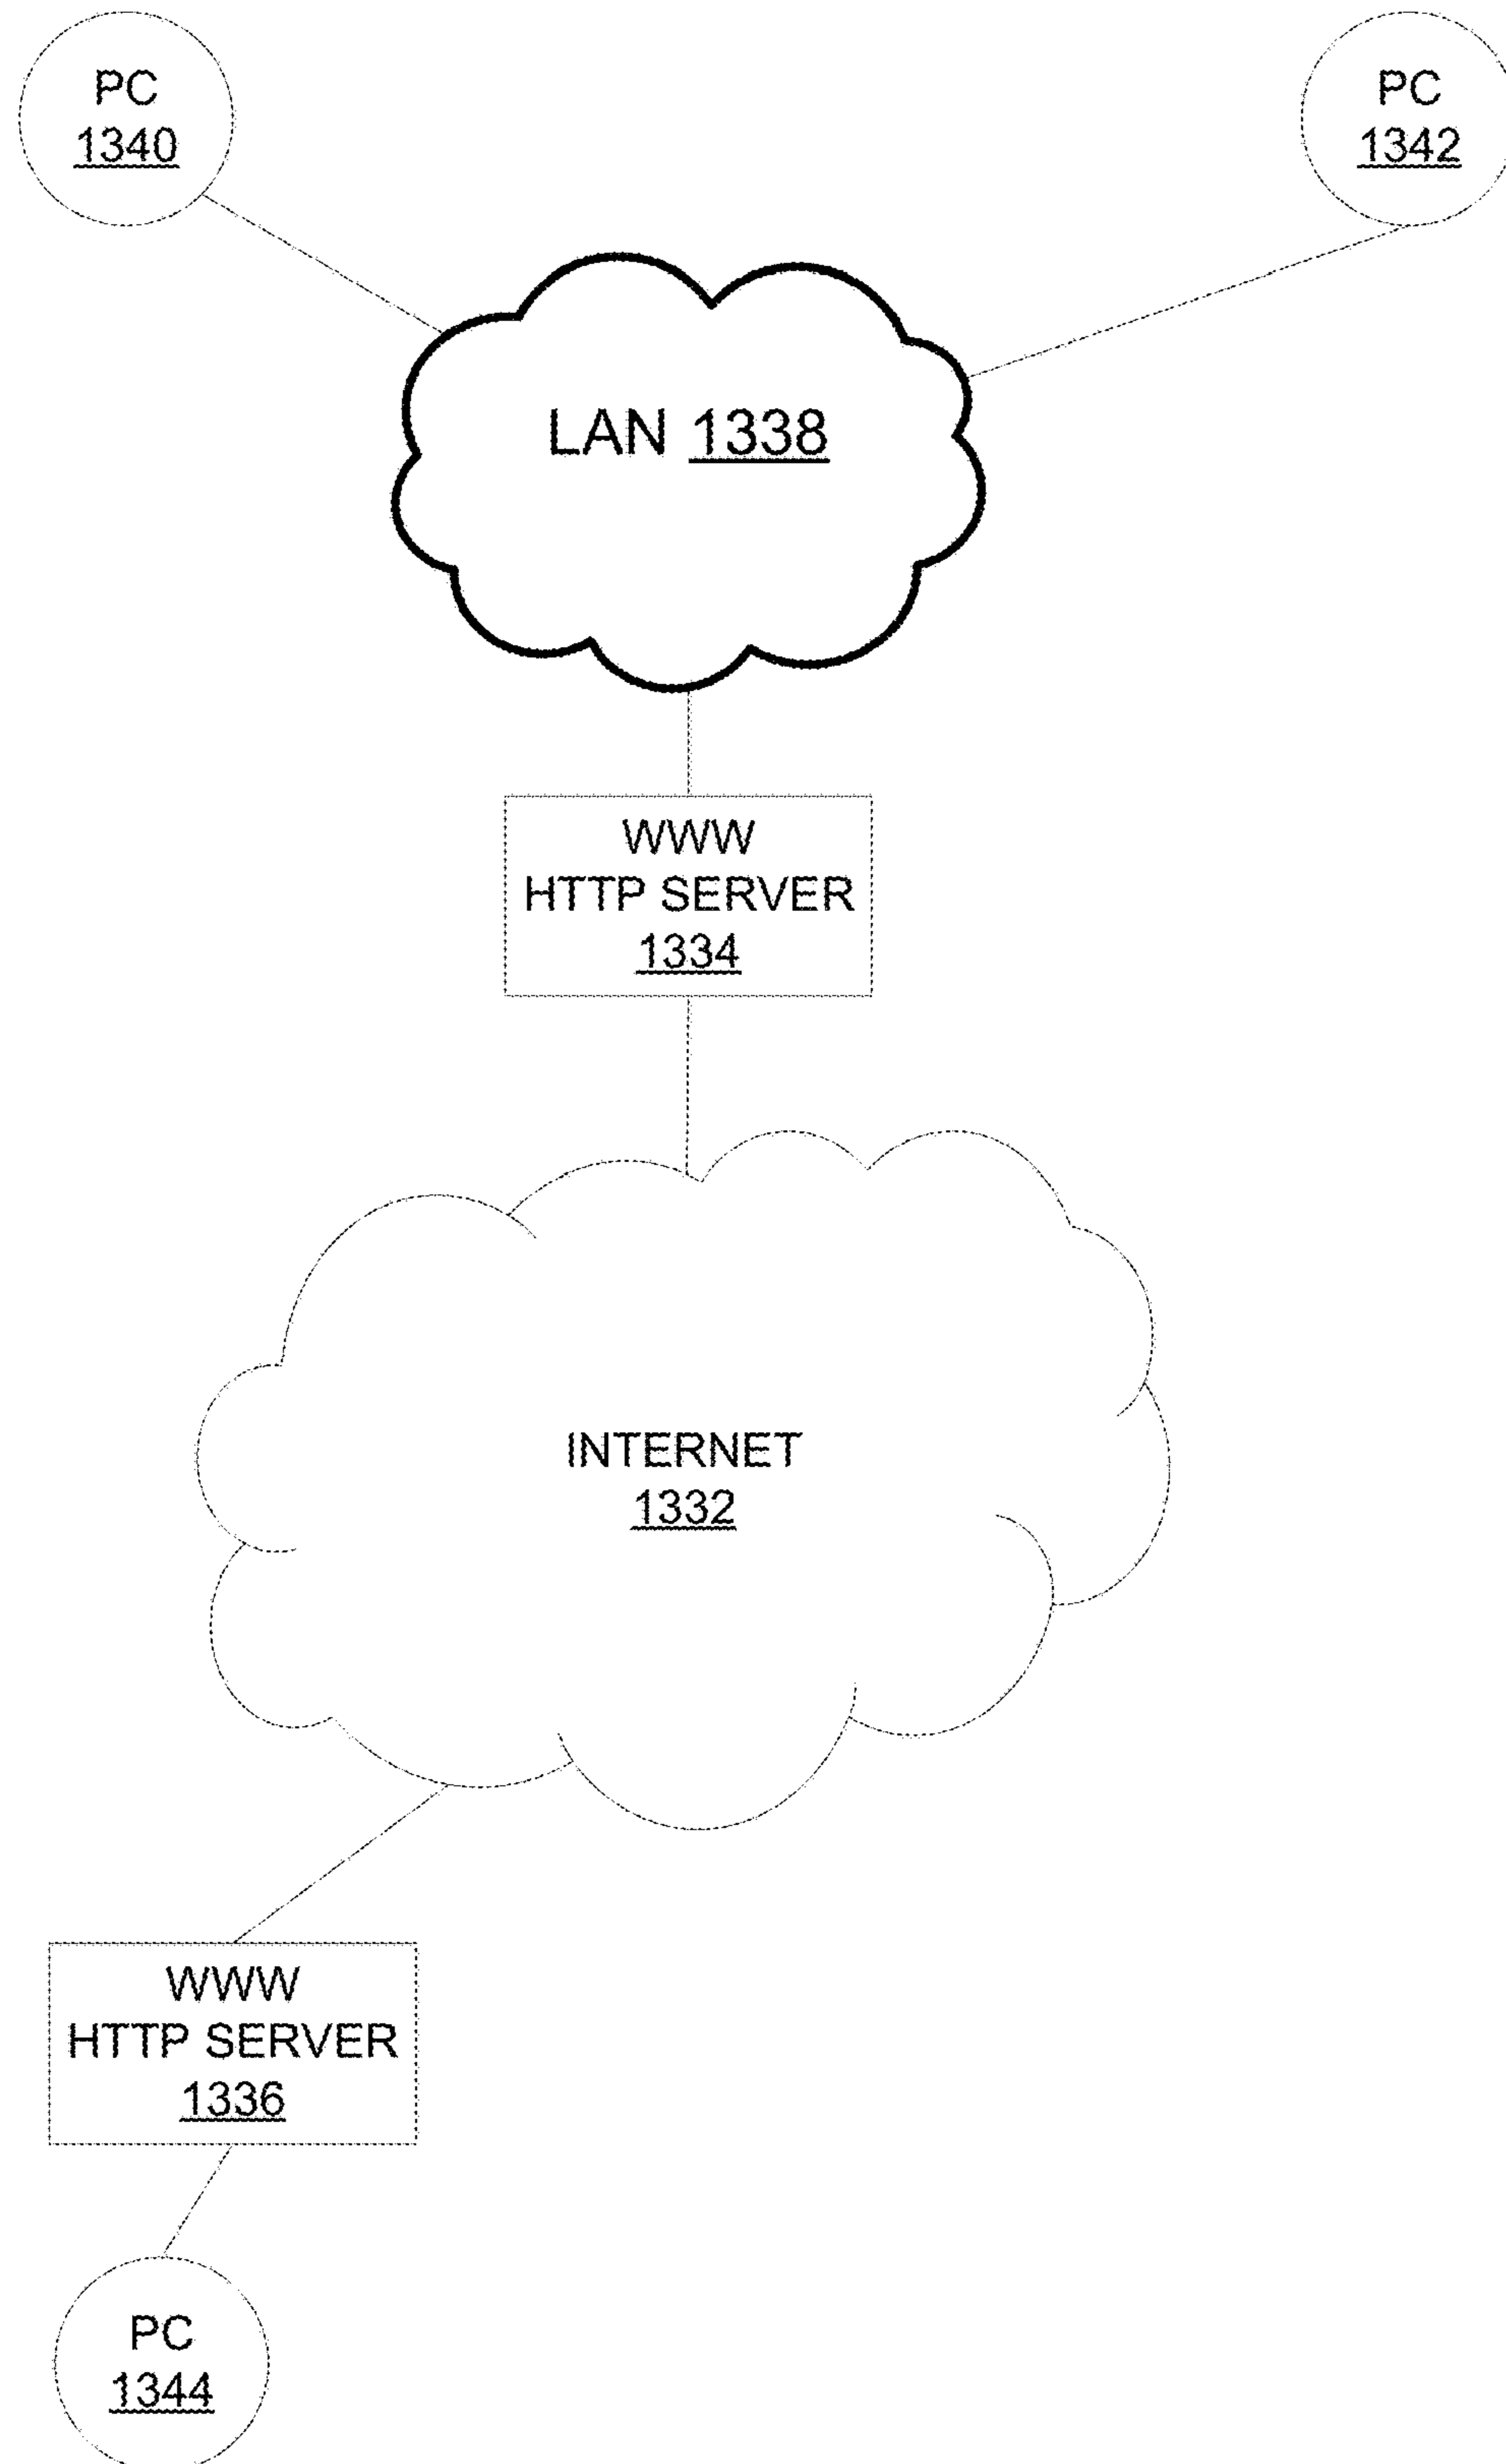 PC
1340
PC
1342
LAN 1338
WWW
HTTP SERVER
1334
INTERNET
1332
WWW
HTTP SERVER
1336
PC
1344